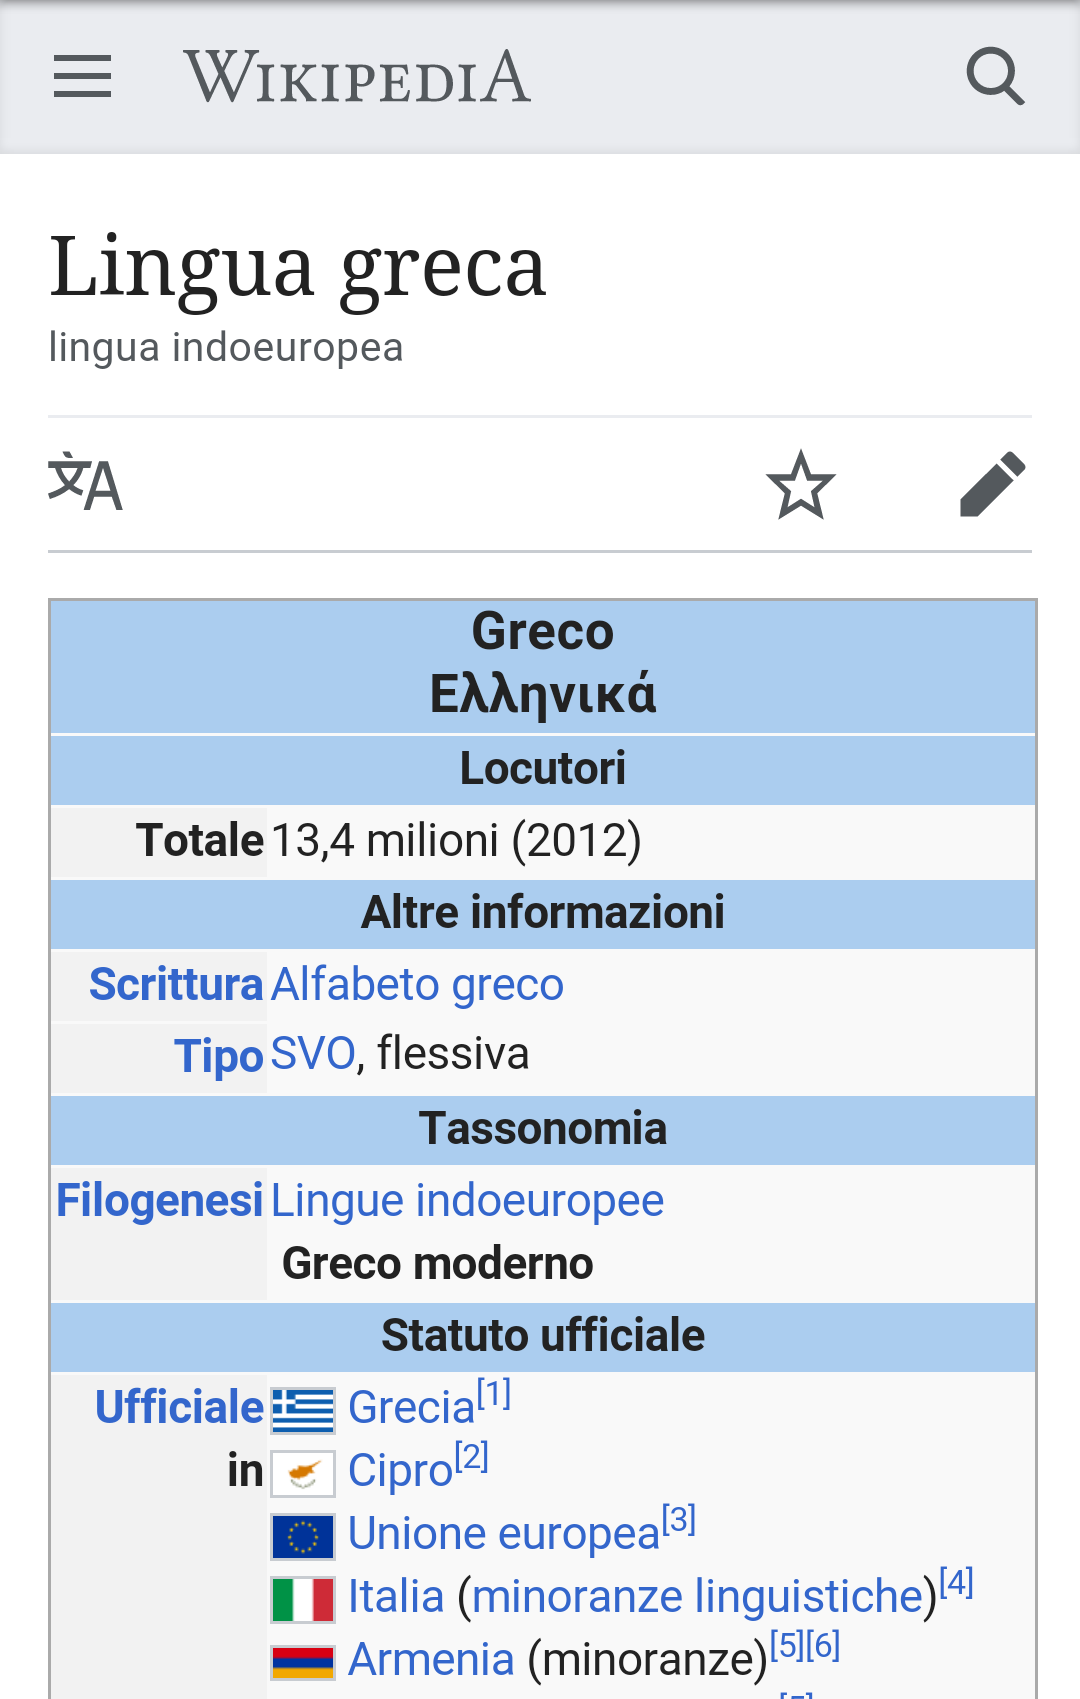 WIKIPEDIA
Lingua greca
lingua indoeuropea
文A
Greco
Ελληνικά
Locutori
Totale 13,4 milioni (2012)
Altre informazioni
Scrittura Alfabeto greco
Tipo SVO, flessiva
Tassonomia
Filogenesi Lingue indoeuropee
Greco moderno
Statuto ufficiale
Ufficiale Grecia[1]
in Cipro[2]
Unione europea[3]
Italia (minoranze linguistiche)[4]
Armenia (minoranze)[5][6]